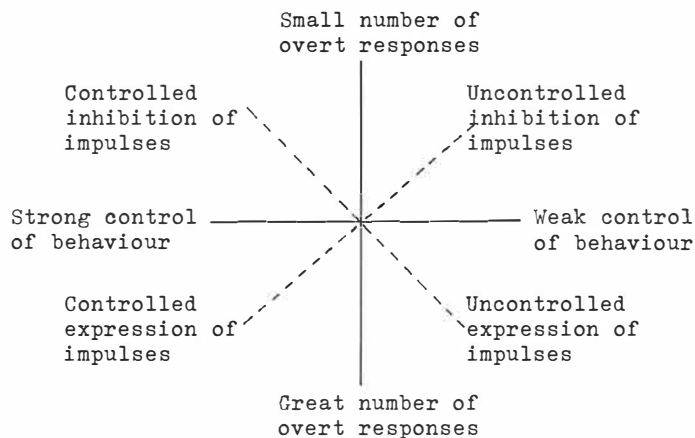 Small number of
overt responses
Controlled
inhibition of
impulses
Uncontrolled
inhibition of
impulses
Strong control
of behaviour
Weak control
of behaviour
Controlled
expression of
impulses
Uncontrolled
expression of
impulses
Great number of
overt responses